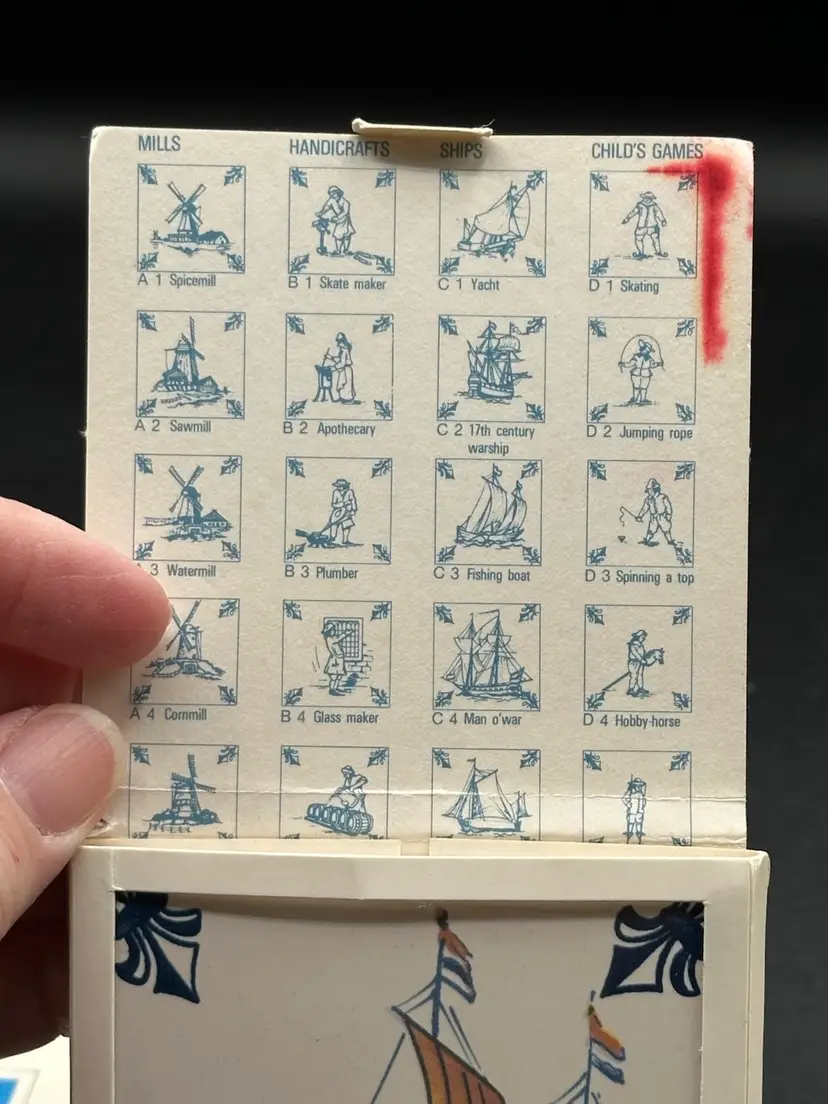 MILLS HANDICRAFTS SHIPS CHILD'S GAMES
A 1 Spicemill B 1 Skate maker C 1 Yacht D 1 Skating
A 2 Sawmill B 2 Apothecary C 2 17th century D 2 Jumping rope
warship
3 Watermill B 3 Plumber C 3 Fishing boat D 3 Spinning a top
A 4 Cornmill B 4 Glass maker C 4 Man o'war D 4 Hobby-horse